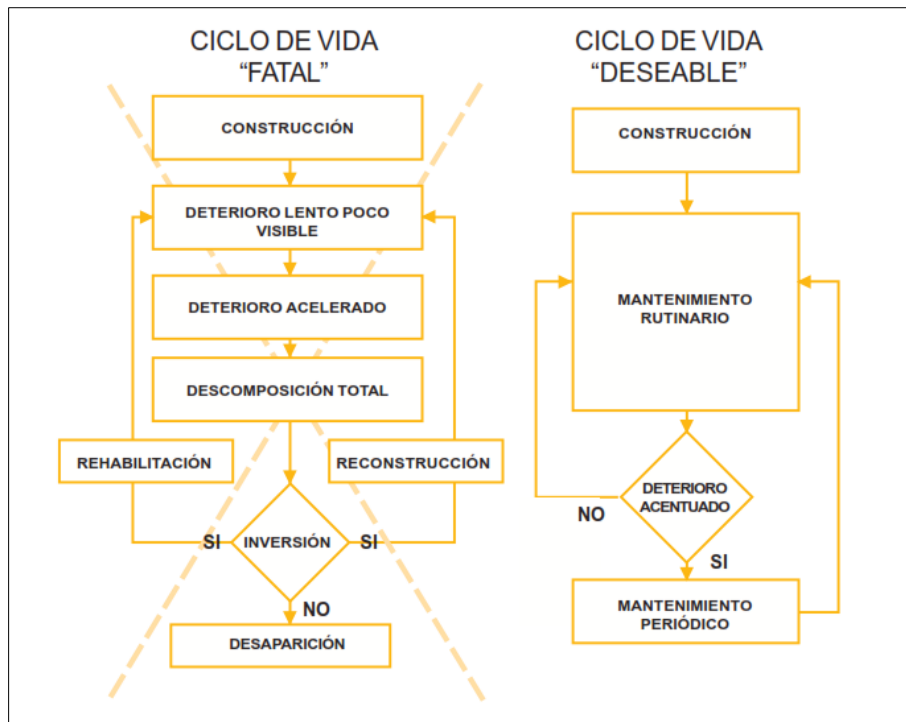 CICLO DE VIDA
“FATAL”
CONSTRUCCIÓN
DETERIORO LENTO POCO
VISIBLE
DETERIORO ACELERADO
DESCOMPOSICIÓN TOTAL
REHABILITACIÓN
RECONSTRUCCIÓN
SI
INVERSIÓN
SI
NO
DESAPARICIÓN
CICLO DE VIDA
“DESEABLE”
CONSTRUCCIÓN
MANTENIMIENTO
RUTINARIO
DETERIORO
ACENTUADO
NO
SI
MANTENIMIENTO
PERIÓDICO